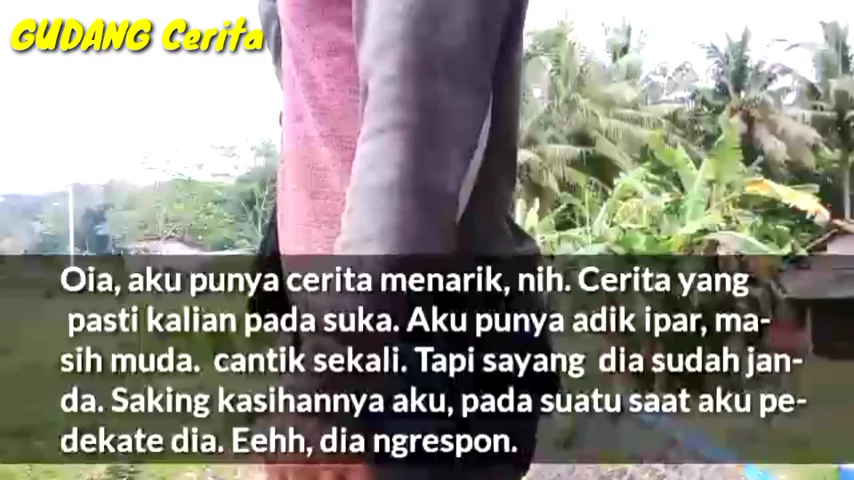 GUDANG Cerita
Oia, aku punya cerita menarik, nih. Cerita yang
pasti kalian pada suka. Aku punya adik ipar, ma-
sih muda. cantik sekali. Tapi sayang dia sudah jan-
da. Saking kasihannya aku, pada suatu saat aku pe-
dekate dia. Eehh, dia ngrespon.